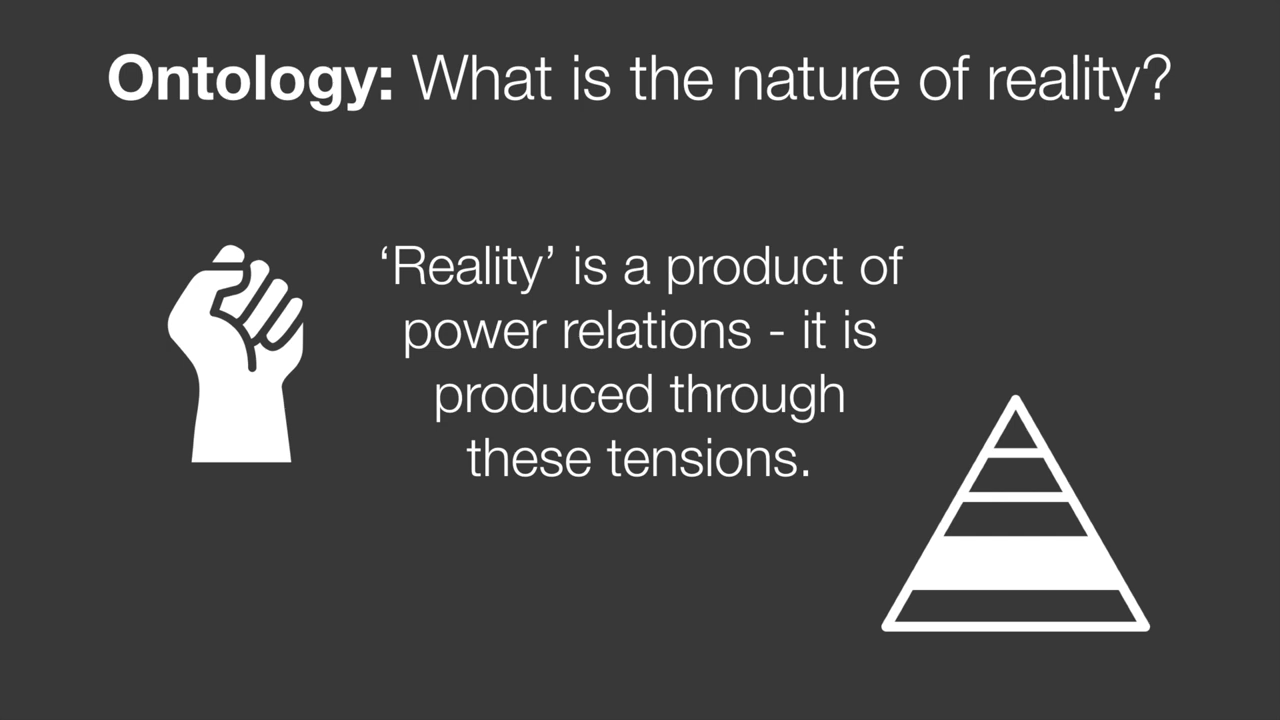 Ontology: What is the nature of reality?
‘Reality’ is a product of
power relations - it is
produced through
these tensions.